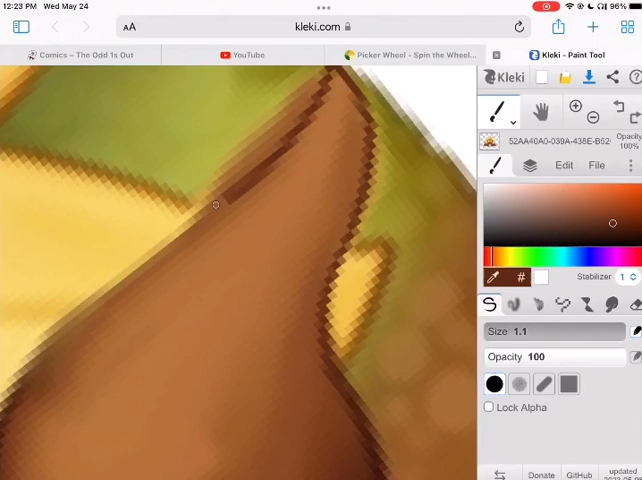 12:23 PM Wed May 24
96%
AA kleki.com
Comics – The Odd 1s Out
YouTube
Picker Wheel - Spin the Wheel...
Kleki - Paint Tool
Kleki
52AA40A0-039A-438E-B52
Opacity
100%
Edit File
#
Stabilizer 1
Size 1.1
Opacity 100
Lock Alpha
Donate GitHub updated